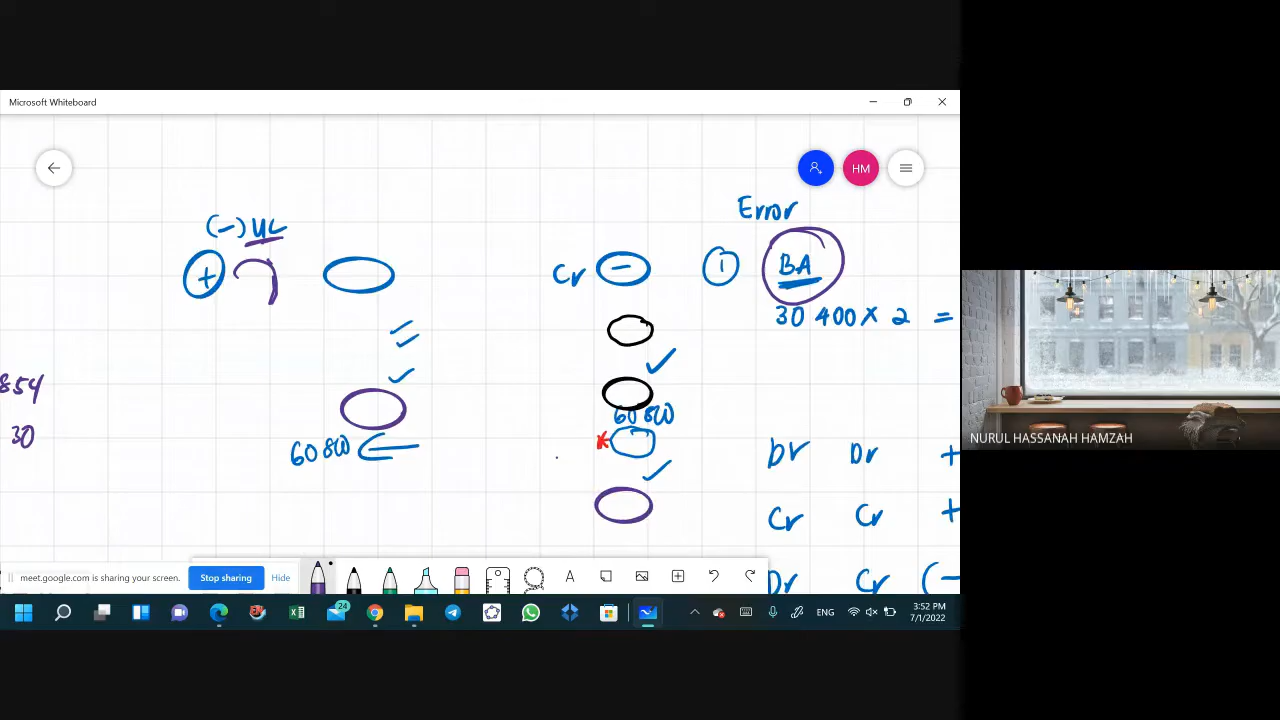 Microsoft Whiteboard
HM
Error
(-) UL
+
Cr
-
1
BA
30 400 x 2 =
854
30
60 800
60 800
Dr Dr +
Cr Cr +
Dr Cr (-
NURUL HASSANAH HAMZAH
meet.google.com is sharing your screen.
Stop sharing
Hide
A
24
ENG
3:52 PM
7/1/2022